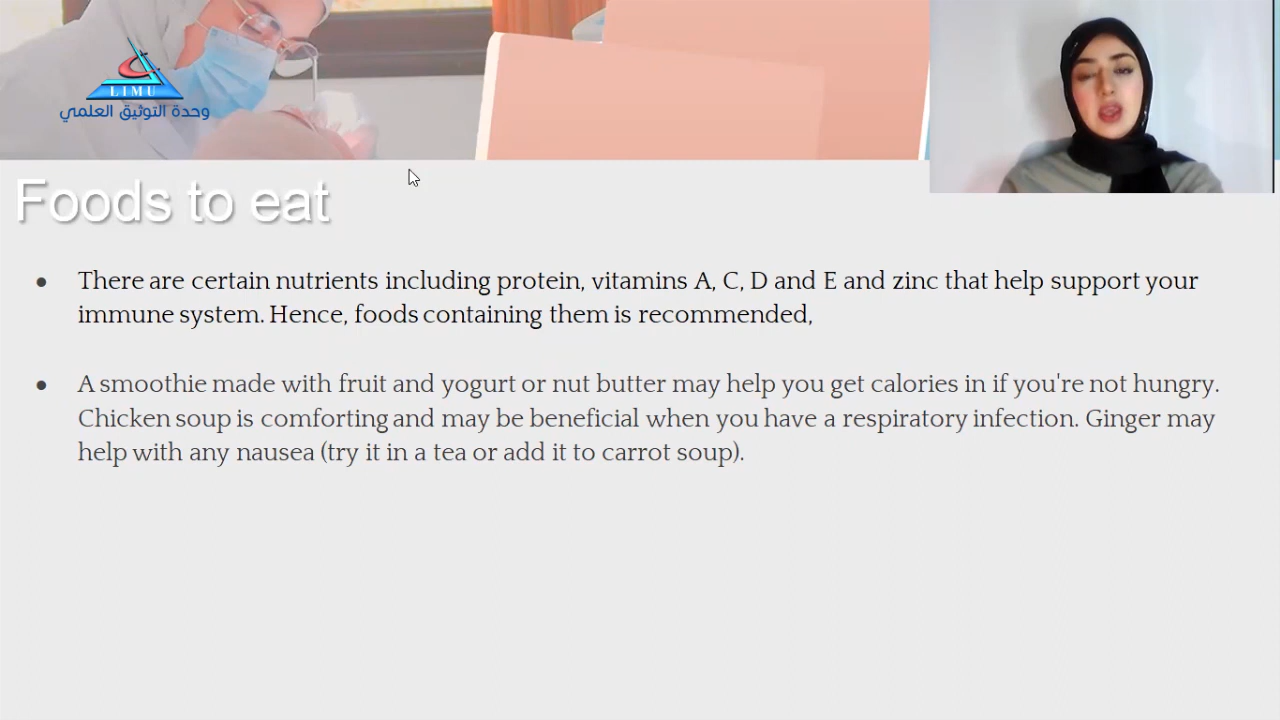 LIMU
وحدة التوثيق العلمي
Foods to eat
● There are certain nutrients including protein, vitamins A, C, D and E and zinc that help support your
immune system. Hence, foods containing them is recommended,
● A smoothie made with fruit and yogurt or nut butter may help you get calories in if you're not hungry.
Chicken soup is comforting and may be beneficial when you have a respiratory infection. Ginger may
help with any nausea (try it in a tea or add it to carrot soup).